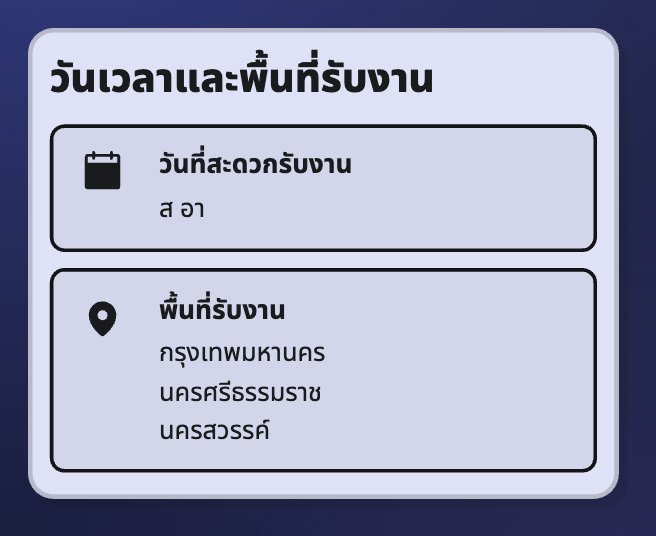 วันเวลาและพื้นที่รับงาน
วันที่สะดวกรับงาน
ส อา
พื้นที่รับงาน
กรุงเทพมหานคร
นครศรีธรรมราช
นครสวรรค์